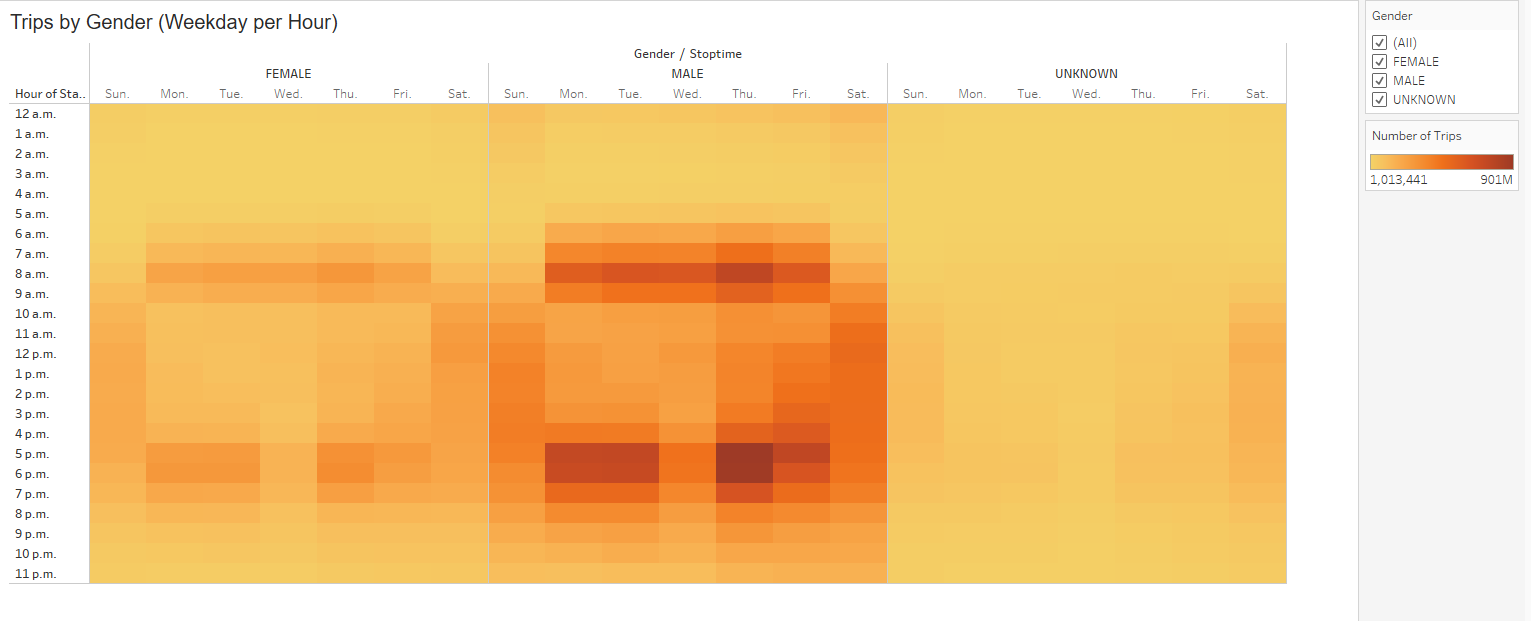 Trips by Gender (Weekday per Hour)
Gender / Stoptime
FEMALE MALE UNKNOWN
Hour of Sta.. Sun. Mon. Tue. Wed. Thu. Fri. Sat. Sun. Mon. Tue. Wed. Thu. Fri. Sat. Sun. Mon. Tue. Wed. Thu. Fri. Sat.
12 a.m.
1 a.m.
2 a.m.
3 a.m.
4 a.m.
5 a.m.
6 a.m.
7 a.m.
8 a.m.
9 a.m.
10 a.m.
11 a.m.
12 p.m.
1 p.m.
2 p.m.
3 p.m.
4 p.m.
5 p.m.
6 p.m.
7 p.m.
8 p.m.
9 p.m.
10 p.m.
11 p.m.
Gender
(All)
FEMALE
MALE
UNKNOWN
Number of Trips
1,013,441 901M